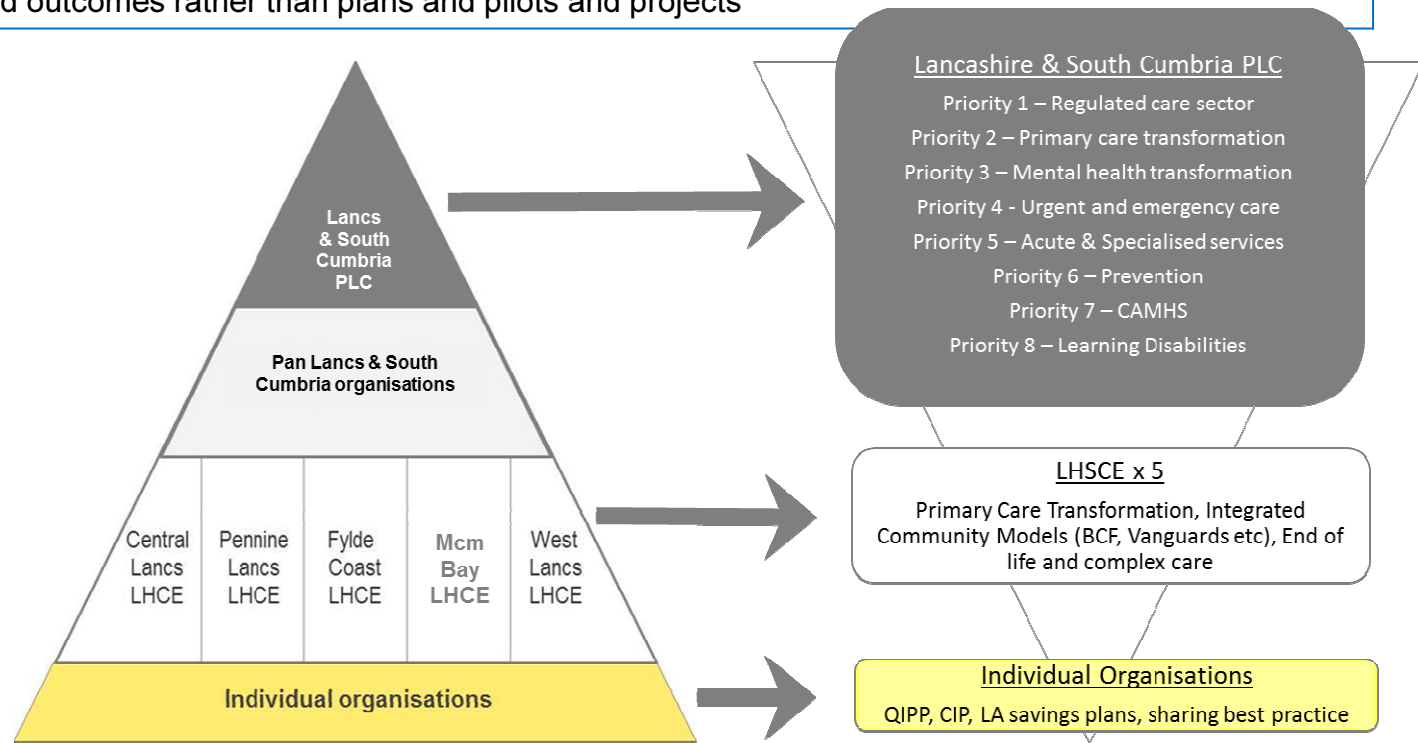 d outcomes rather than plans and pilots and projects
Lancs
& South
Cumbria
PLC
Pan Lancs & South
Cumbria organisations
Central
Lancs
LHCE
Pennine
Lancs
LHCE
Fylde
Coast
LHCE
Mcm
Bay
LHCE
West
Lancs
LHCE
Individual organisations
Lancashire & South Cumbria PLC
Priority 1 – Regulated care sector
Priority 2 – Primary care transformation
Priority 3 – Mental health transformation
Priority 4 - Urgent and emergency care
Priority 5 – Acute & Specialised services
Priority 6 – Prevention
Priority 7 – CAMHS
Priority 8 – Learning Disabilities
LHSCE x 5
Primary Care Transformation, Integrated
Community Models (BCF, Vanguards etc), End of
life and complex care
Individual Organisations
QIPP, CIP, LA savings plans, sharing best practice